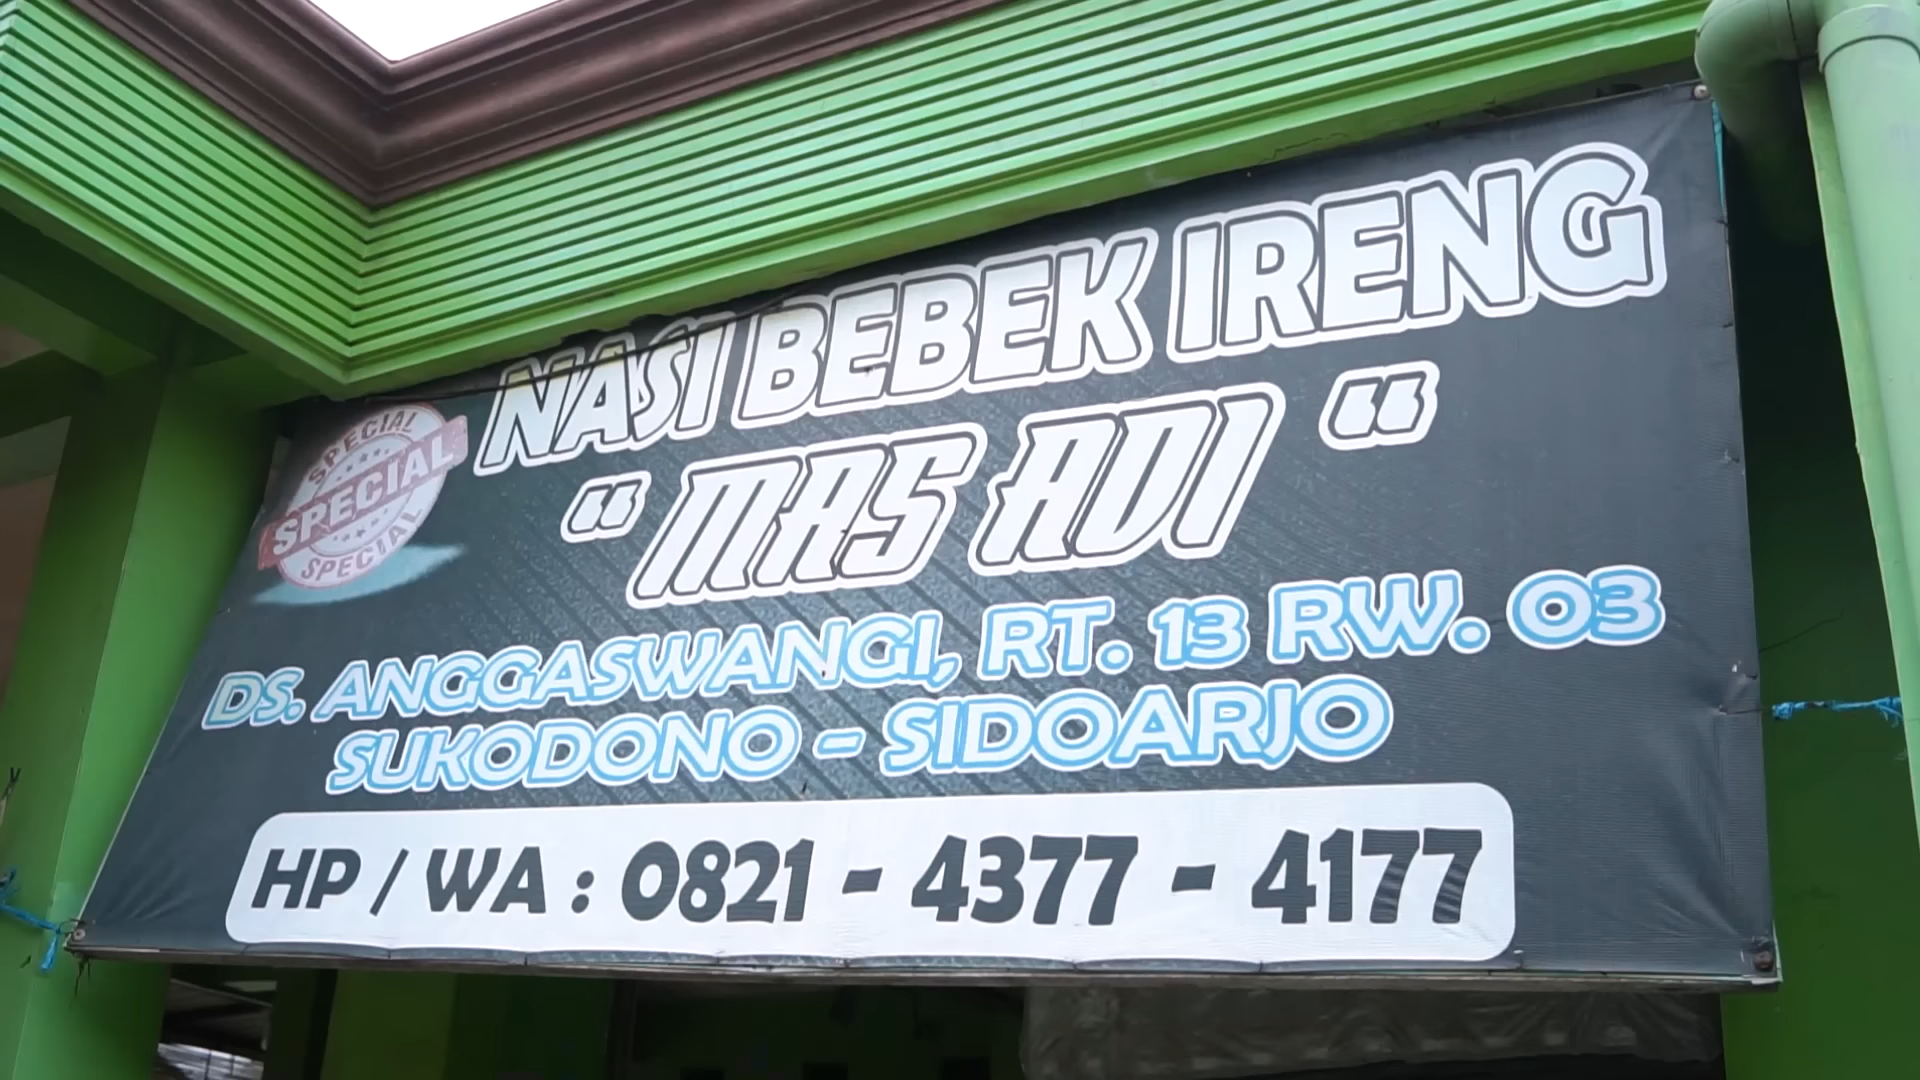 NASI BEBEK IRENG
“ MAS ADI “
SPECIAL
SPECIAL
SPECIAL
DS. ANGGASWANGI, RT. 13 RW. 03
SUKODONO - SIDOARJO
HP / WA : 0821 - 4377 - 4177